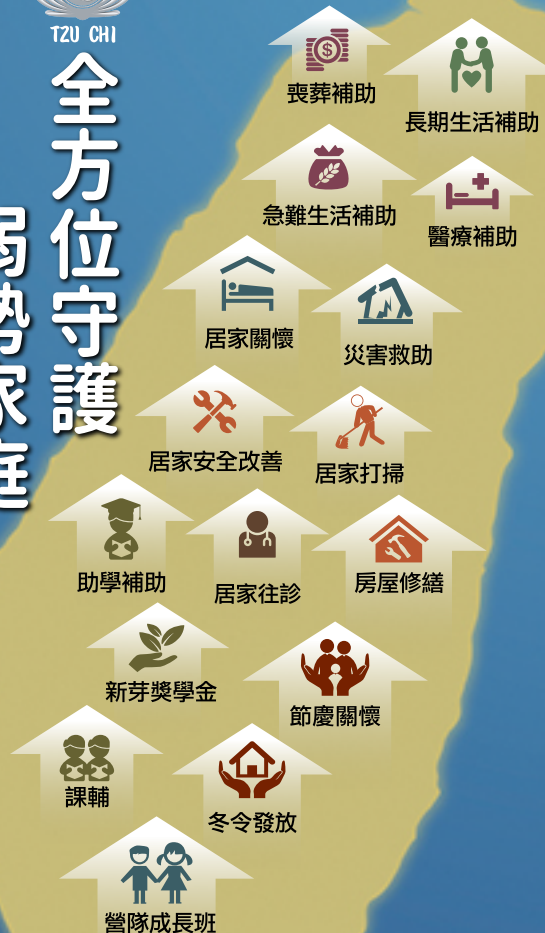 TZU CHI
全方位守護
弱勢家庭
喪葬補助
長期生活補助
急難生活補助
醫療補助
居家關懷
災害救助
居家安全改善
居家打掃
助學補助
居家往診
房屋修繕
新芽獎學金
節慶關懷
課輔
冬令發放
營隊成長班